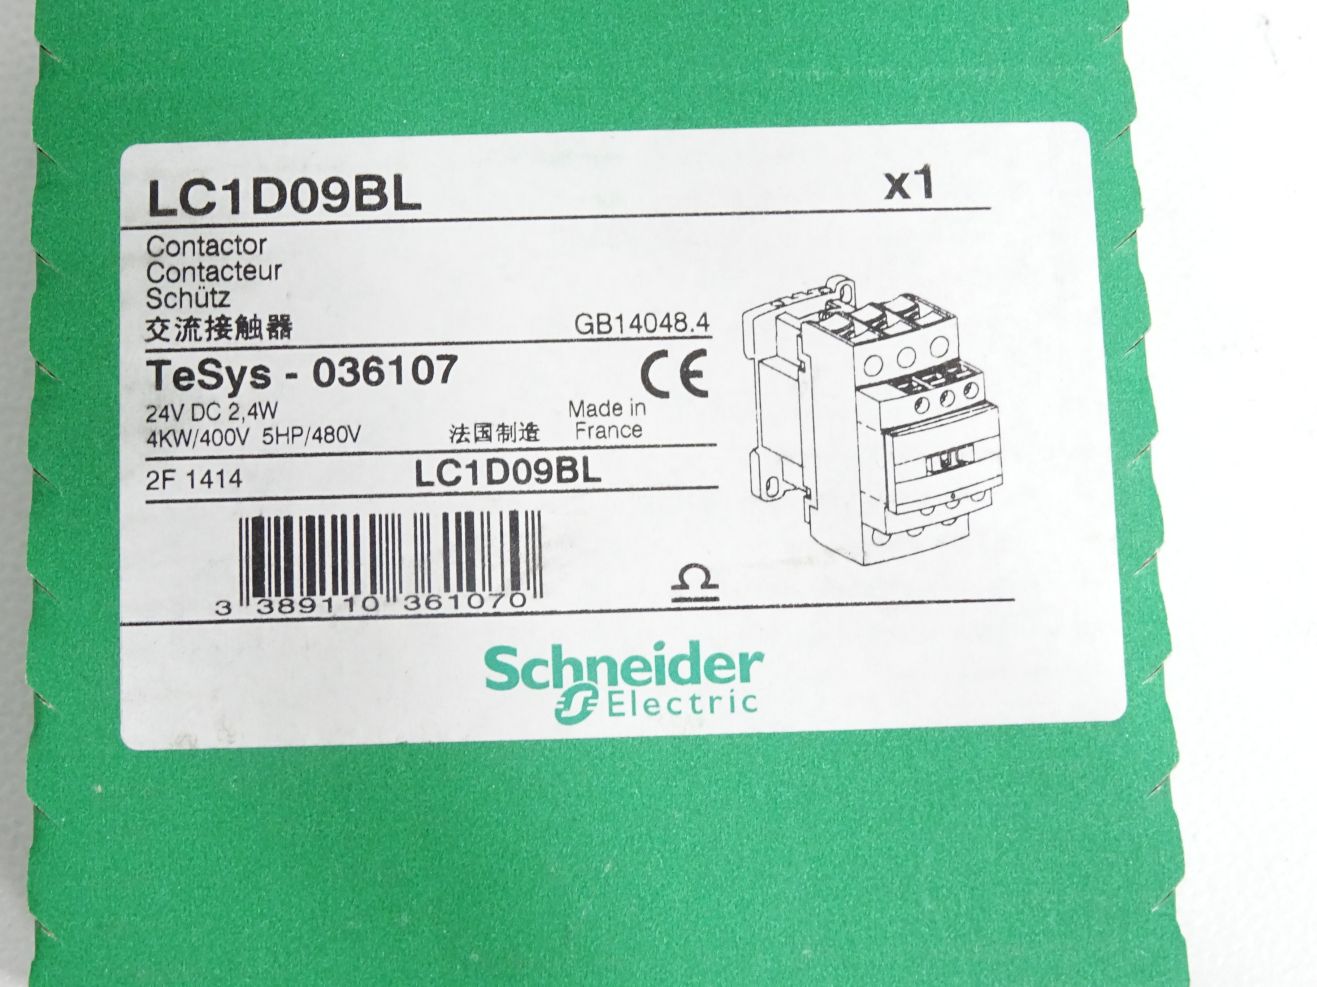 LC1D09BL x1
Contactor
Contacteur
Schütz
交流接触器 GB14048.4
TeSys - 036107 CE
24V DC 2,4W Made in
4KW/400V 5HP/480V 法国制造 France
2F 1414 LC1D09BL
3 389110 361070
Schneider
Electric